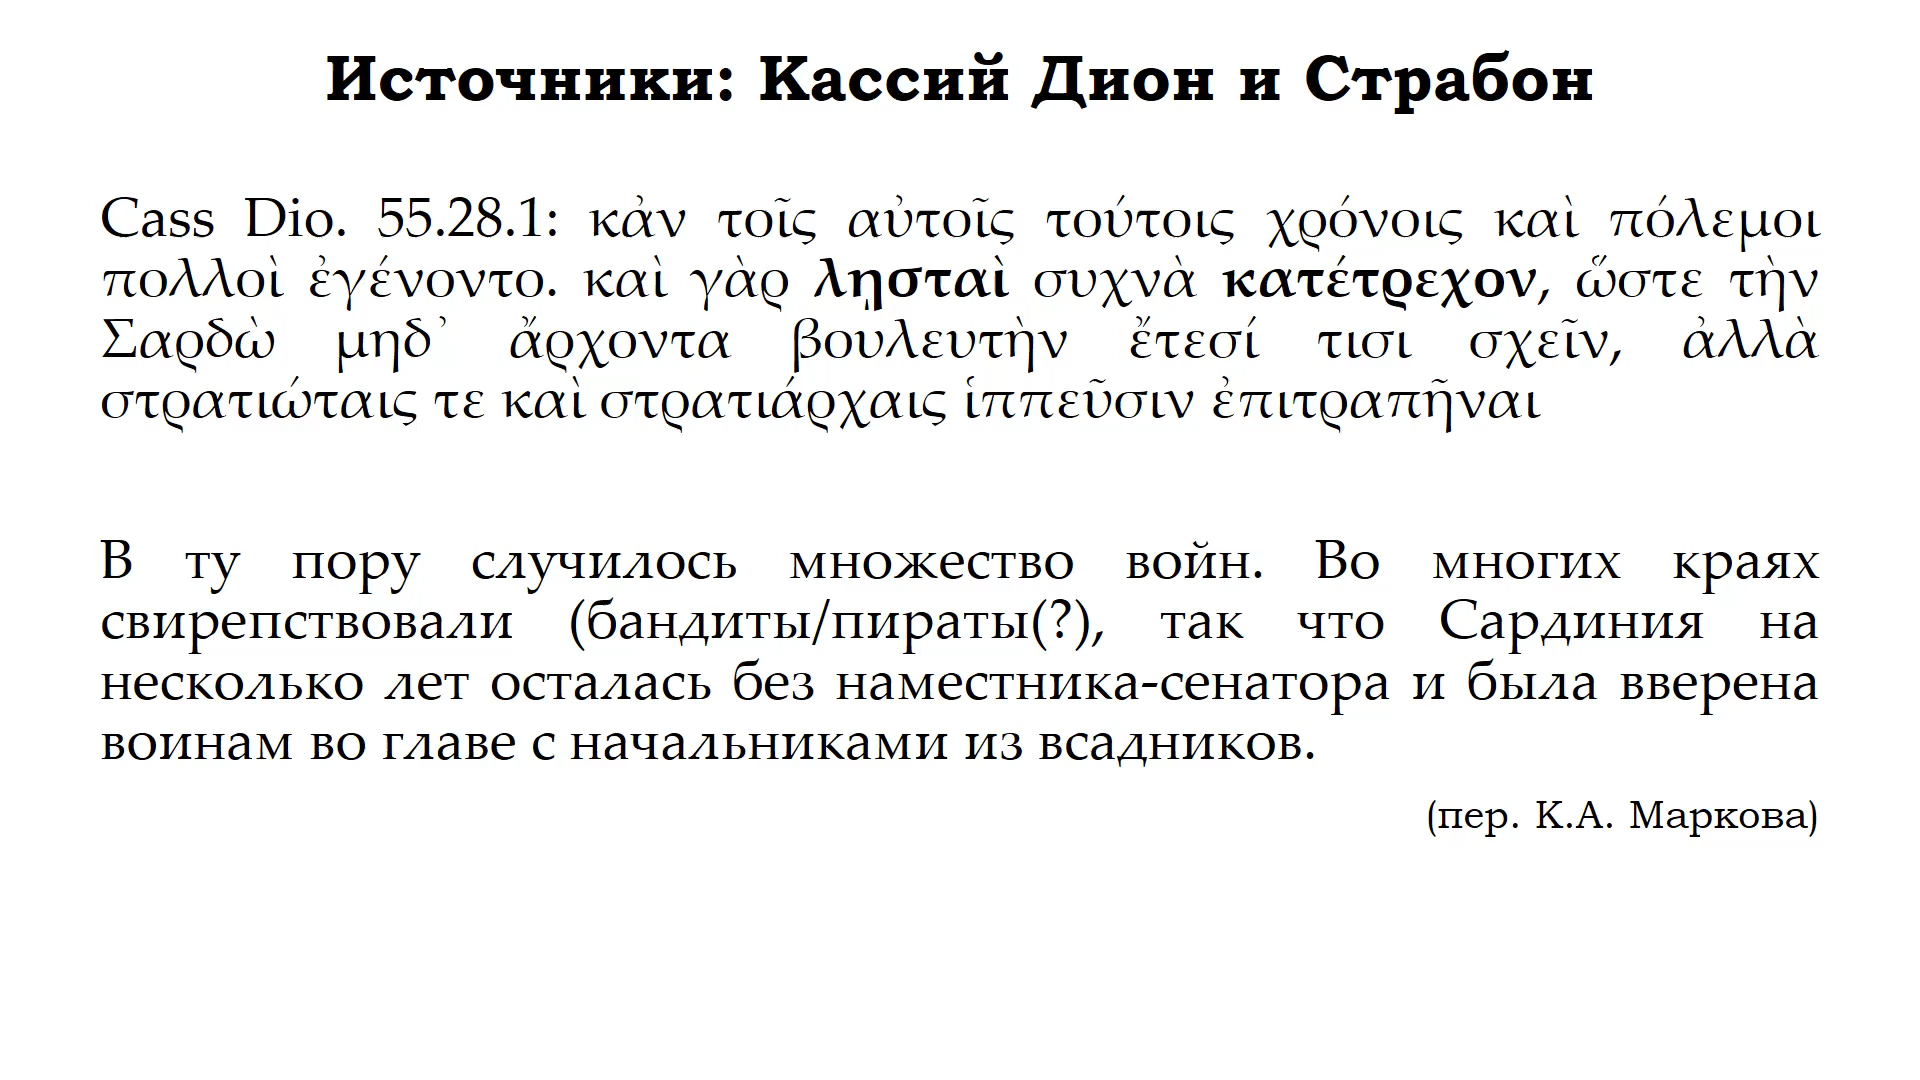 Источники: Кассий Дион и Страбон
Cass Dio. 55.28.1: κἀν τοῖς αὐτοῖς τούτοις χρόνοις καὶ πόλεμοι
πολλοὶ ἐγένοντο. καὶ γὰρ λῃσταὶ συχνὰ κατέτρεχον, ὥστε τὴν
Σαρδὼ μηδ᾽ ἄρχοντα βουλευτὴν ἔτεσί τισι σχεῖν, ἀλλὰ
στρατιώταις τε καὶ στρατιάρχαις ἱππεῦσιν ἐπιτραπῆναι
В ту пору случилось множество войн. Во многих краях
свирепствовали (бандиты/пираты(?), так что Сардиния на
несколько лет осталась без наместника-сенатора и была вверена
воинам во главе с начальниками из всадников.
(пер. К.А. Маркова)